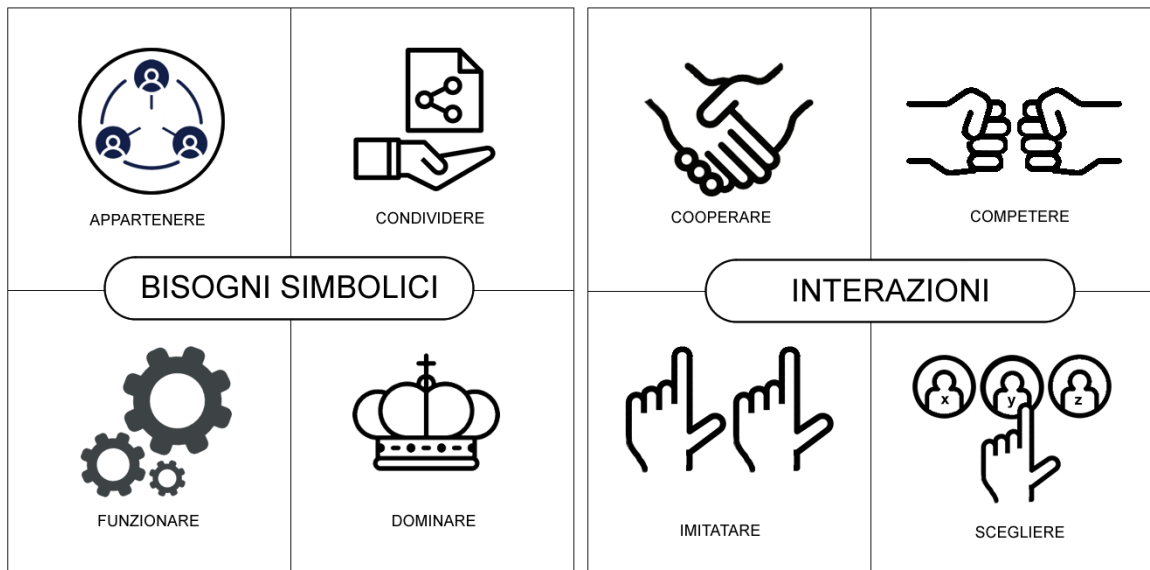 APPARTENERE
CONDIVIDERE
BISOGNI SIMBOLICI
FUNZIONARE
DOMINARE
COOPERARE
COMPETERE
INTERAZIONI
x
y
z
IMITATARE
SCEGLIERE